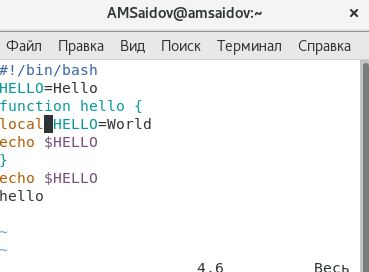 AMSaidov@amsaidov:~ ×
Файл Правка Вид Поиск Терминал Справка
#!/bin/bash
HELLO=Hello
function hello {
local HELLO=World
echo $HELLO
}
echo $HELLO
hello
~
~
4,6 Весь